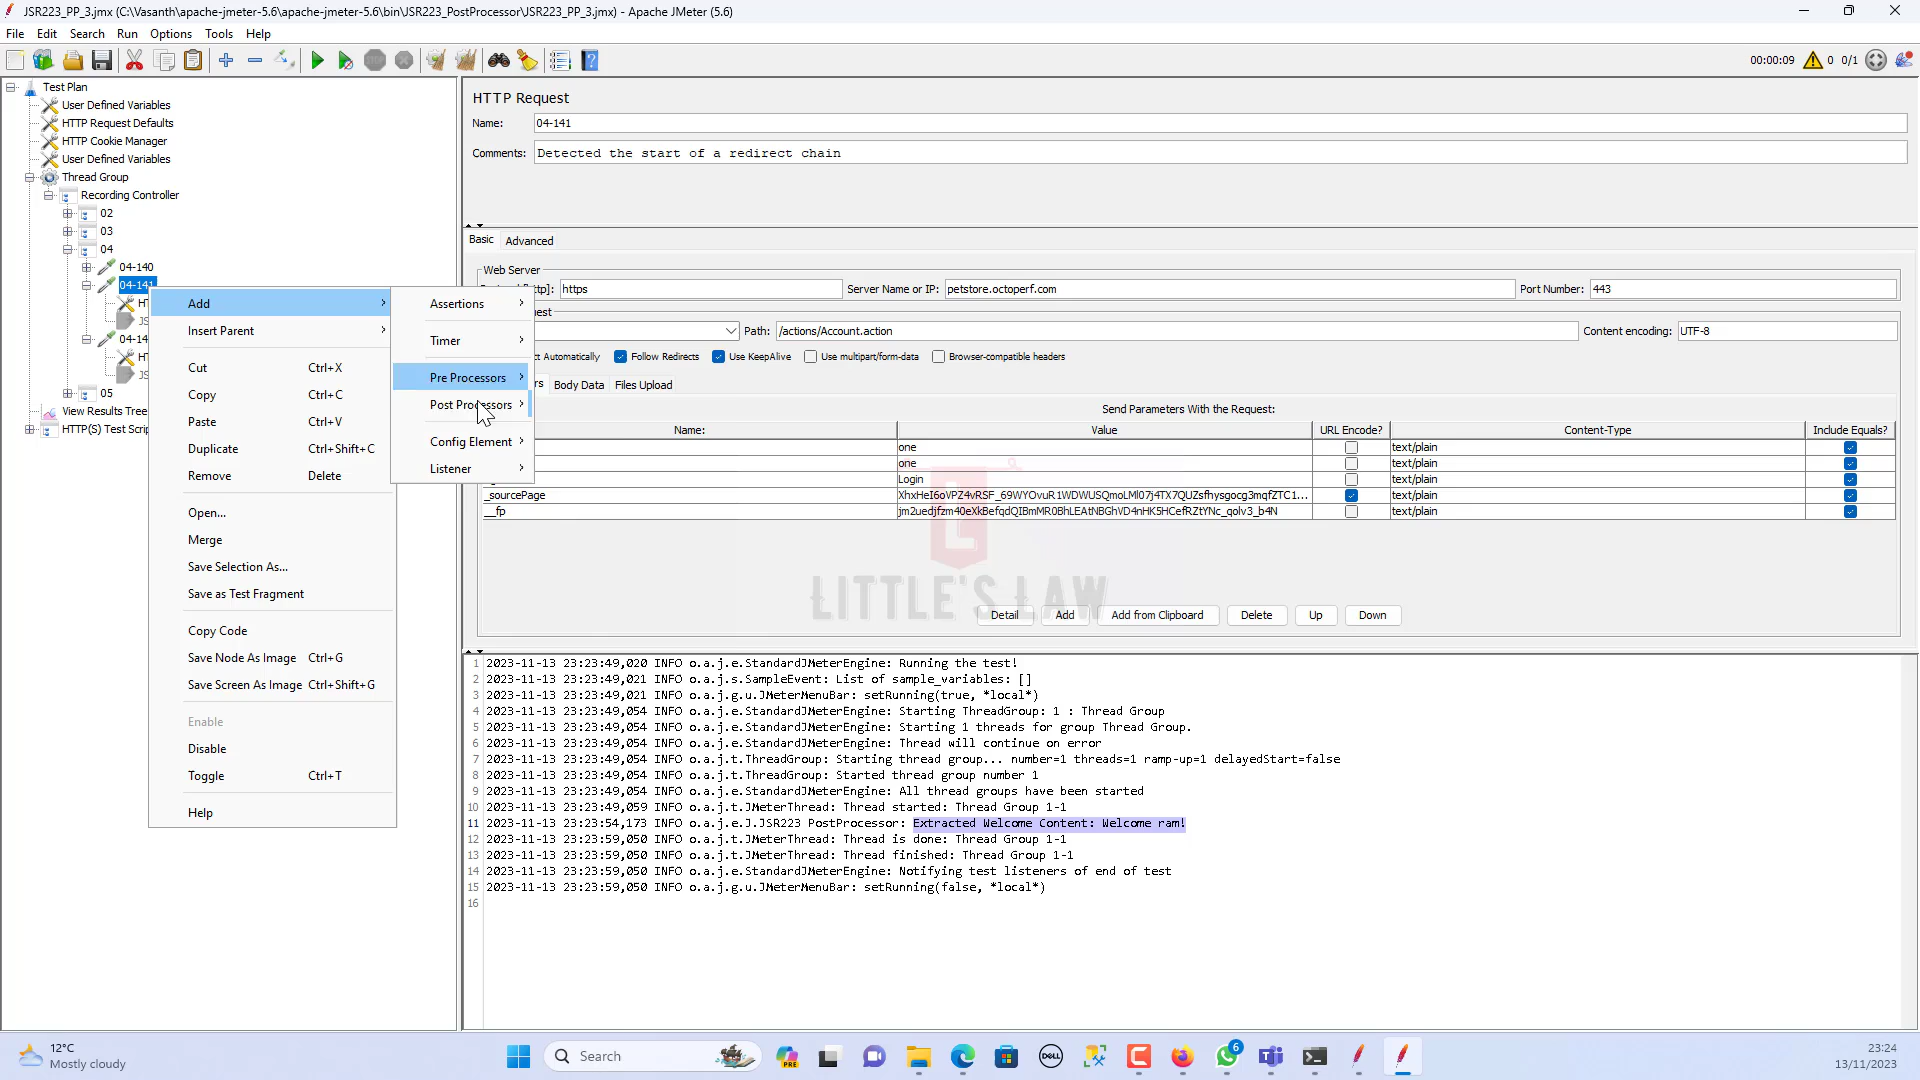 JSR223_PP_3.jmx (C:\Vasanth\apache-jmeter-5.6\apache-jmeter-5.6\bin\JSR223_PostProcessor\JSR223_PP_3.jmx) - Apache JMeter (5.6)
File Edit Search Run Options Tools Help
00:00:09 0 0/1
Test Plan
User Defined Variables
HTTP Request Defaults
HTTP Cookie Manager
User Defined Variables
Thread Group
Recording Controller
02
03
04
04-140
04-141
HT
JS
04-14
HT
JS
05
View Results Tree
HTTP(S) Test Scrip
Add
Insert Parent
Cut Ctrl+X
Copy Ctrl+C
Paste Ctrl+V
Duplicate Ctrl+Shift+C
Remove Delete
Open...
Merge
Save Selection As...
Save as Test Fragment
Copy Code
Save Node As Image Ctrl+G
Save Screen As Image Ctrl+Shift+G
Enable
Disable
Toggle Ctrl+T
Help
Assertions
Timer
Pre Processors
Post Processors
Config Element
Listener
HTTP Request
Name: 04-141
Comments: Detected the start of a redirect chain
Basic Advanced
Web Server
ttp]: https Server Name or IP: petstore.octoperf.com Port Number: 443
uest
Path: /actions/Account.action Content encoding: UTF-8
ct Automatically Follow Redirects Use KeepAlive Use multipart/form-data Browser-compatible headers
rs Body Data Files Upload
Send Parameters With the Request:
Name: Value URL Encode? Content-Type Include Equals?
one text/plain
one text/plain
Login text/plain
_sourcePage XhxHeI6oVPZ4vRSF_69WYOvuR1WDWUSQmoLMl07j4TX7QUZsfhysgocg3mqfZTC1... text/plain
__fp jm2uedjfzm40eXkBefqdQIBmMR0BhLEAtNBGhVD4nHK5HCefRZtYNc_qolv3_b4N text/plain
LITTLE'S LAW
Detail Add Add from Clipboard Delete Up Down
1 2023-11-13 23:23:49,020 INFO o.a.j.e.StandardJMeterEngine: Running the test!
2 2023-11-13 23:23:49,021 INFO o.a.j.s.SampleEvent: List of sample_variables: []
3 2023-11-13 23:23:49,021 INFO o.a.j.g.u.JMeterMenuBar: setRunning(true, *local*)
4 2023-11-13 23:23:49,054 INFO o.a.j.e.StandardJMeterEngine: Starting ThreadGroup: 1 : Thread Group
5 2023-11-13 23:23:49,054 INFO o.a.j.e.StandardJMeterEngine: Starting 1 threads for group Thread Group.
6 2023-11-13 23:23:49,054 INFO o.a.j.e.StandardJMeterEngine: Thread will continue on error
7 2023-11-13 23:23:49,054 INFO o.a.j.t.ThreadGroup: Starting thread group... number=1 threads=1 ramp-up=1 delayedStart=false
8 2023-11-13 23:23:49,054 INFO o.a.j.t.ThreadGroup: Started thread group number 1
9 2023-11-13 23:23:49,054 INFO o.a.j.e.StandardJMeterEngine: All thread groups have been started
10 2023-11-13 23:23:49,059 INFO o.a.j.t.JMeterThread: Thread started: Thread Group 1-1
11 2023-11-13 23:23:54,173 INFO o.a.j.e.J.JSR223 PostProcessor: Extracted Welcome Content: Welcome ram!
12 2023-11-13 23:23:59,050 INFO o.a.j.t.JMeterThread: Thread is done: Thread Group 1-1
13 2023-11-13 23:23:59,050 INFO o.a.j.t.JMeterThread: Thread finished: Thread Group 1-1
14 2023-11-13 23:23:59,050 INFO o.a.j.e.StandardJMeterEngine: Notifying test listeners of end of test
15 2023-11-13 23:23:59,050 INFO o.a.j.g.u.JMeterMenuBar: setRunning(false, *local*)
16
12°C
Mostly cloudy
Search
PRE
DELL
6
23:24
13/11/2023